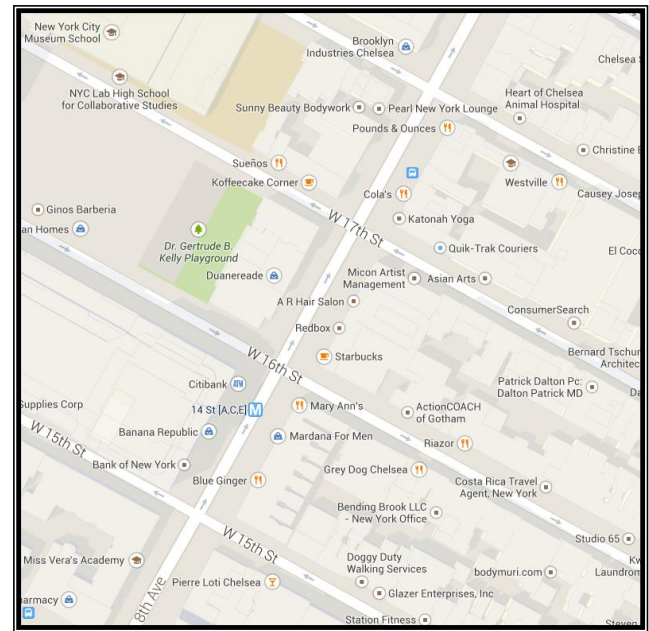 New York City
Museum School
Brooklyn
Industries Chelsea
Chelsea
NYC Lab High School
for Collaborative Studies
Heart of Chelsea
Animal Hospital
Sunny Beauty Bodywork
Pearl New York Lounge
Pounds & Ounces
Christine
Sueños
Koffeecake Corner
Westville
Cola's
Causey Josep
Ginos Barberia
W 17th St
Katonah Yoga
an Homes
Dr. Gertrude B.
Kelly Playground
Quik-Trak Couriers
El Coco
Duanereade
Micon Artist
Management
Asian Arts
A R Hair Salon
ConsumerSearch
Redbox
Starbucks
W 16th St
Bernard Tschur
Architec
Citibank
Patrick Dalton Pc:
Dalton Patrick MD
Da
Supplies Corp
14 St [A,C,E]
M
Mary Ann's
ActionCOACH
of Gotham
W 15th St
Banana Republic
Mardana For Men
Riazor
Bank of New York
Grey Dog Chelsea
Blue Ginger
Costa Rica Travel
Agent, New York
Bending Brook LLC
- New York Office
W 15th St
Studio 65
Miss Vera's Academy
Doggy Duty
Walking Services
Kw
Laundrom
bodymuri.com
Pierre Loti Chelsea
8th Ave
armacy
Glazer Enterprises, Inc
Station Fitness
Steven